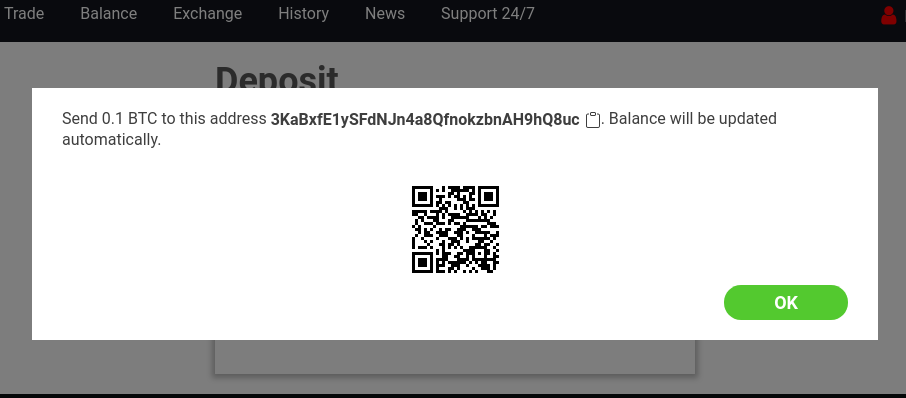 Trade Balance Exchange History News Support 24/7
Deposit
Send 0.1 BTC to this address 3KaBxfE1ySFdNJn4a8QfnokzbnAH9hQ8uc . Balance will be updated
automatically.
OK